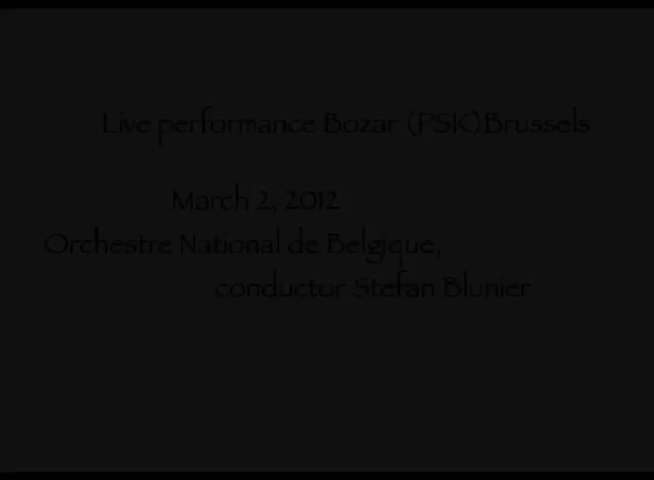 Live performance Bozar (PSK)Brussels
March 2, 2012
Orchestre National de Belgique,
conductor Stefan Blunier